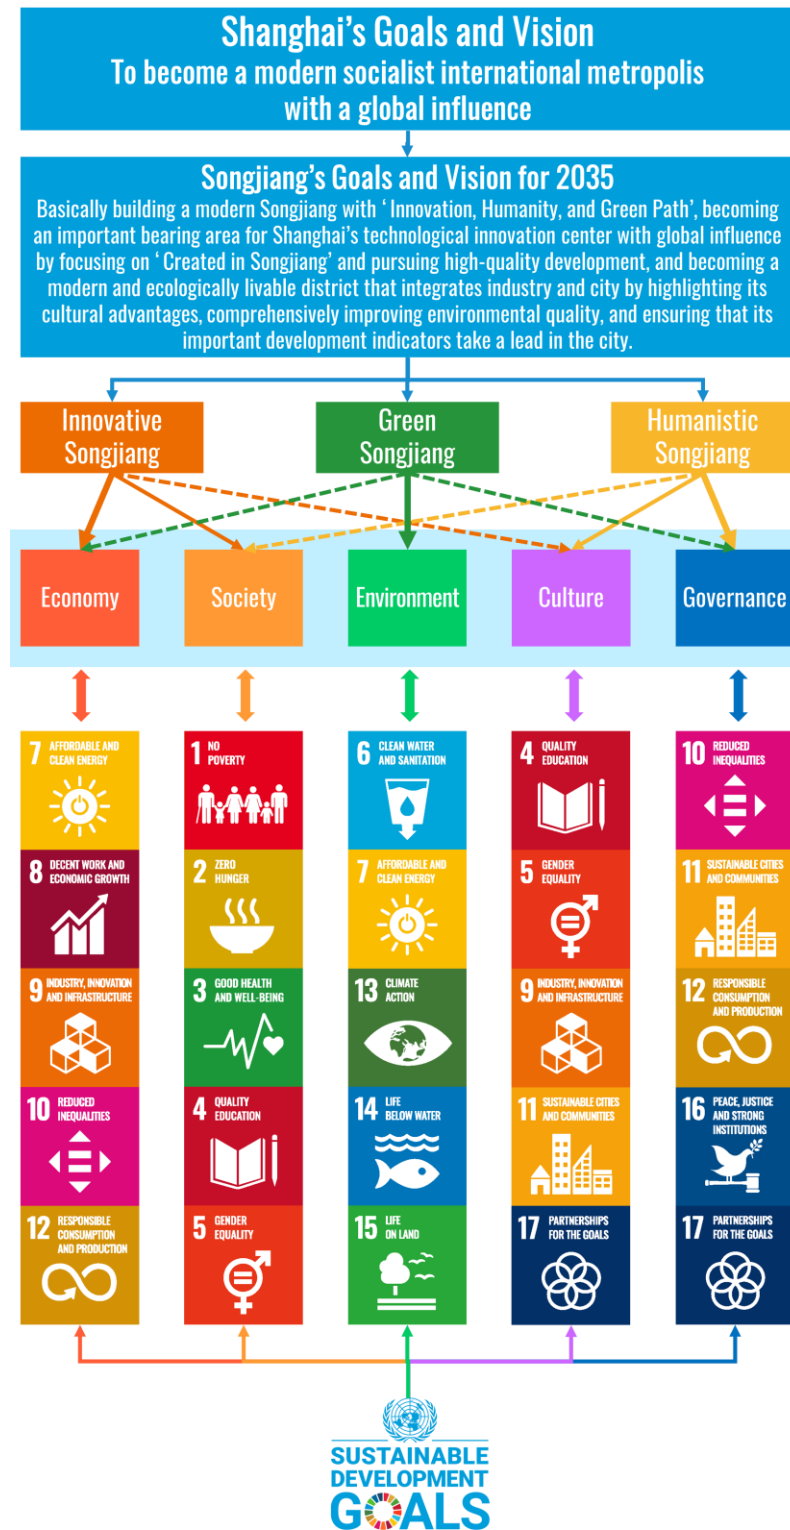 Shanghai's Goals and Vision
To become a modern socialist international metropolis
with a global influence
Songjiang's Goals and Vision for 2035
Basically building a modern Songjiang with ‘ Innovation, Humanity, and Green Path’, becoming
an important bearing area for Shanghai's technological innovation center with global influence
by focusing on ‘ Created in Songjiang’ and pursuing high-quality development, and becoming a
modern and ecologically livable district that integrates industry and city by highlighting its
cultural advantages, comprehensively improving environmental quality, and ensuring that its
important development indicators take a lead in the city.
Innovative
Songjiang
Green
Songjiang
Humanistic
Songjiang
Economy
Society
Environment
Culture
Governance
7 AFFORDABLE AND
CLEAN ENERGY
8 DECENT WORK AND
ECONOMIC GROWTH
9 INDUSTRY, INNOVATION
AND INFRASTRUCTURE
10 REDUCED
INEQUALITIES
12 RESPONSIBLE
CONSUMPTION
AND PRODUCTION
1 NO
POVERTY
2 ZERO
HUNGER
3 GOOD HEALTH
AND WELL-BEING
4 QUALITY
EDUCATION
5 GENDER
EQUALITY
6 CLEAN WATER
AND SANITATION
7 AFFORDABLE AND
CLEAN ENERGY
13 CLIMATE
ACTION
14 LIFE
BELOW WATER
15 LIFE
ON LAND
4 QUALITY
EDUCATION
5 GENDER
EQUALITY
9 INDUSTRY, INNOVATION
AND INFRASTRUCTURE
11 SUSTAINABLE CITIES
AND COMMUNITIES
17 PARTNERSHIPS
FOR THE GOALS
10 REDUCED
INEQUALITIES
11 SUSTAINABLE CITIES
AND COMMUNITIES
12 RESPONSIBLE
CONSUMPTION
AND PRODUCTION
16 PEACE, JUSTICE
AND STRONG
INSTITUTIONS
17 PARTNERSHIPS
FOR THE GOALS
SUSTAINABLE
DEVELOPMENT
GOALS